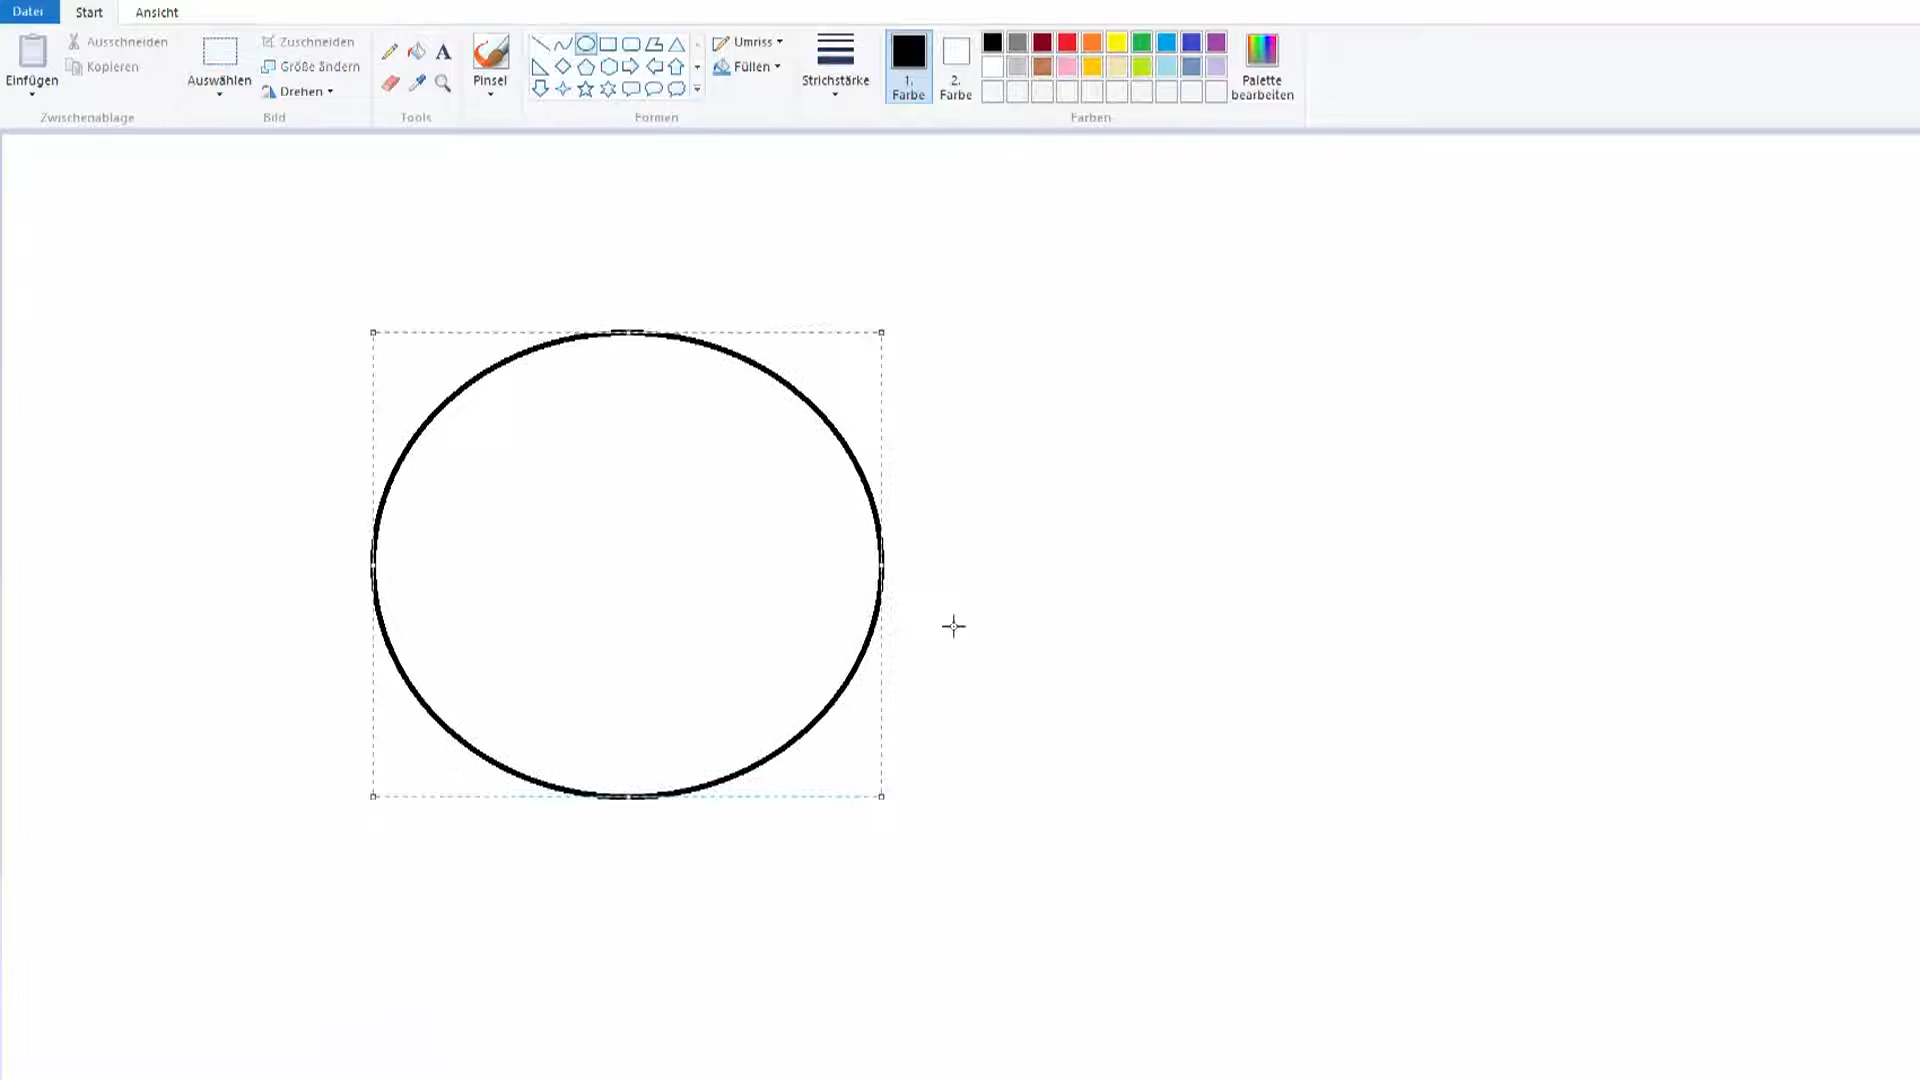 Datei Start Ansicht
Einfügen
Ausschneiden
Kopieren
Zwischenablage
Auswählen
Zuschneiden
Größe ändern
Drehen
Bild
A
Tools
Pinsel
Umriss
Füllen
Formen
Strichstärke
1. Farbe
2. Farbe
Palette bearbeiten
Farben